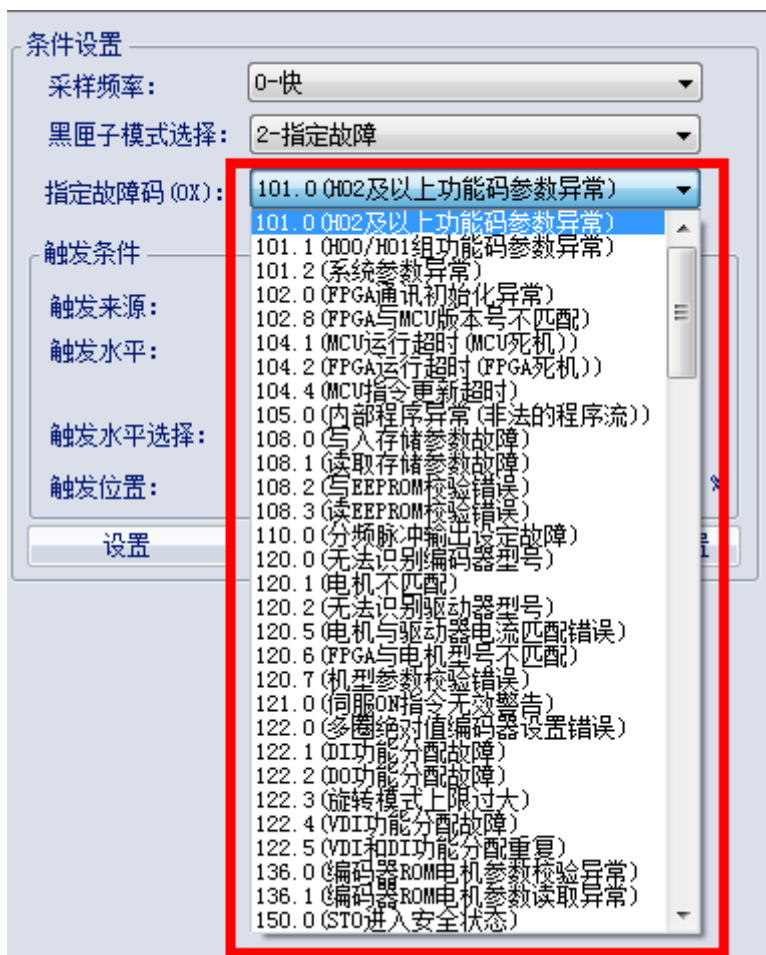 条件设置
采样频率: 0-快
黑匣子模式选择: 2-指定故障
指定故障码(0X): 101.0(H02及以上功能码参数异常)
101.0(H02及以上功能码参数异常)
101.1(H00/H01组功能码参数异常)
触发条件
101.2(系统参数异常)
102.0(FPGA通讯初始化异常)
触发来源:
102.8(FPGA与MCU版本号不匹配)
104.1(MCU运行超时(MCU死机))
触发水平:
104.2(FPGA运行超时(FPGA死机))
104.4(MCU指令更新超时)
105.0(内部程序异常(非法的程序流))
触发水平选择:
108.0(写入存储参数故障)
108.1(读取存储参数故障)
触发位置:
108.2(写EEPROM校验错误)
%
108.3(读EEPROM校验错误)
110.0(分频脉冲输出设定故障)
设置
120.0(无法识别编码器型号)
120.1(电机不匹配)
120.2(无法识别驱动器型号)
120.5(电机与驱动器电流匹配错误)
120.6(FPGA与电机型号不匹配)
120.7(机型参数校验错误)
121.0(伺服ON指令无效警告)
122.0(多圈绝对值编码器设置错误)
122.1(DI功能分配故障)
122.2(DO功能分配故障)
122.3(旋转模式上限过大)
122.4(VDI功能分配故障)
122.5(VDI和DI功能分配重复)
136.0(编码器ROM电机参数校验异常)
136.1(编码器ROM电机参数读取异常)
150.0(STO进入安全状态)